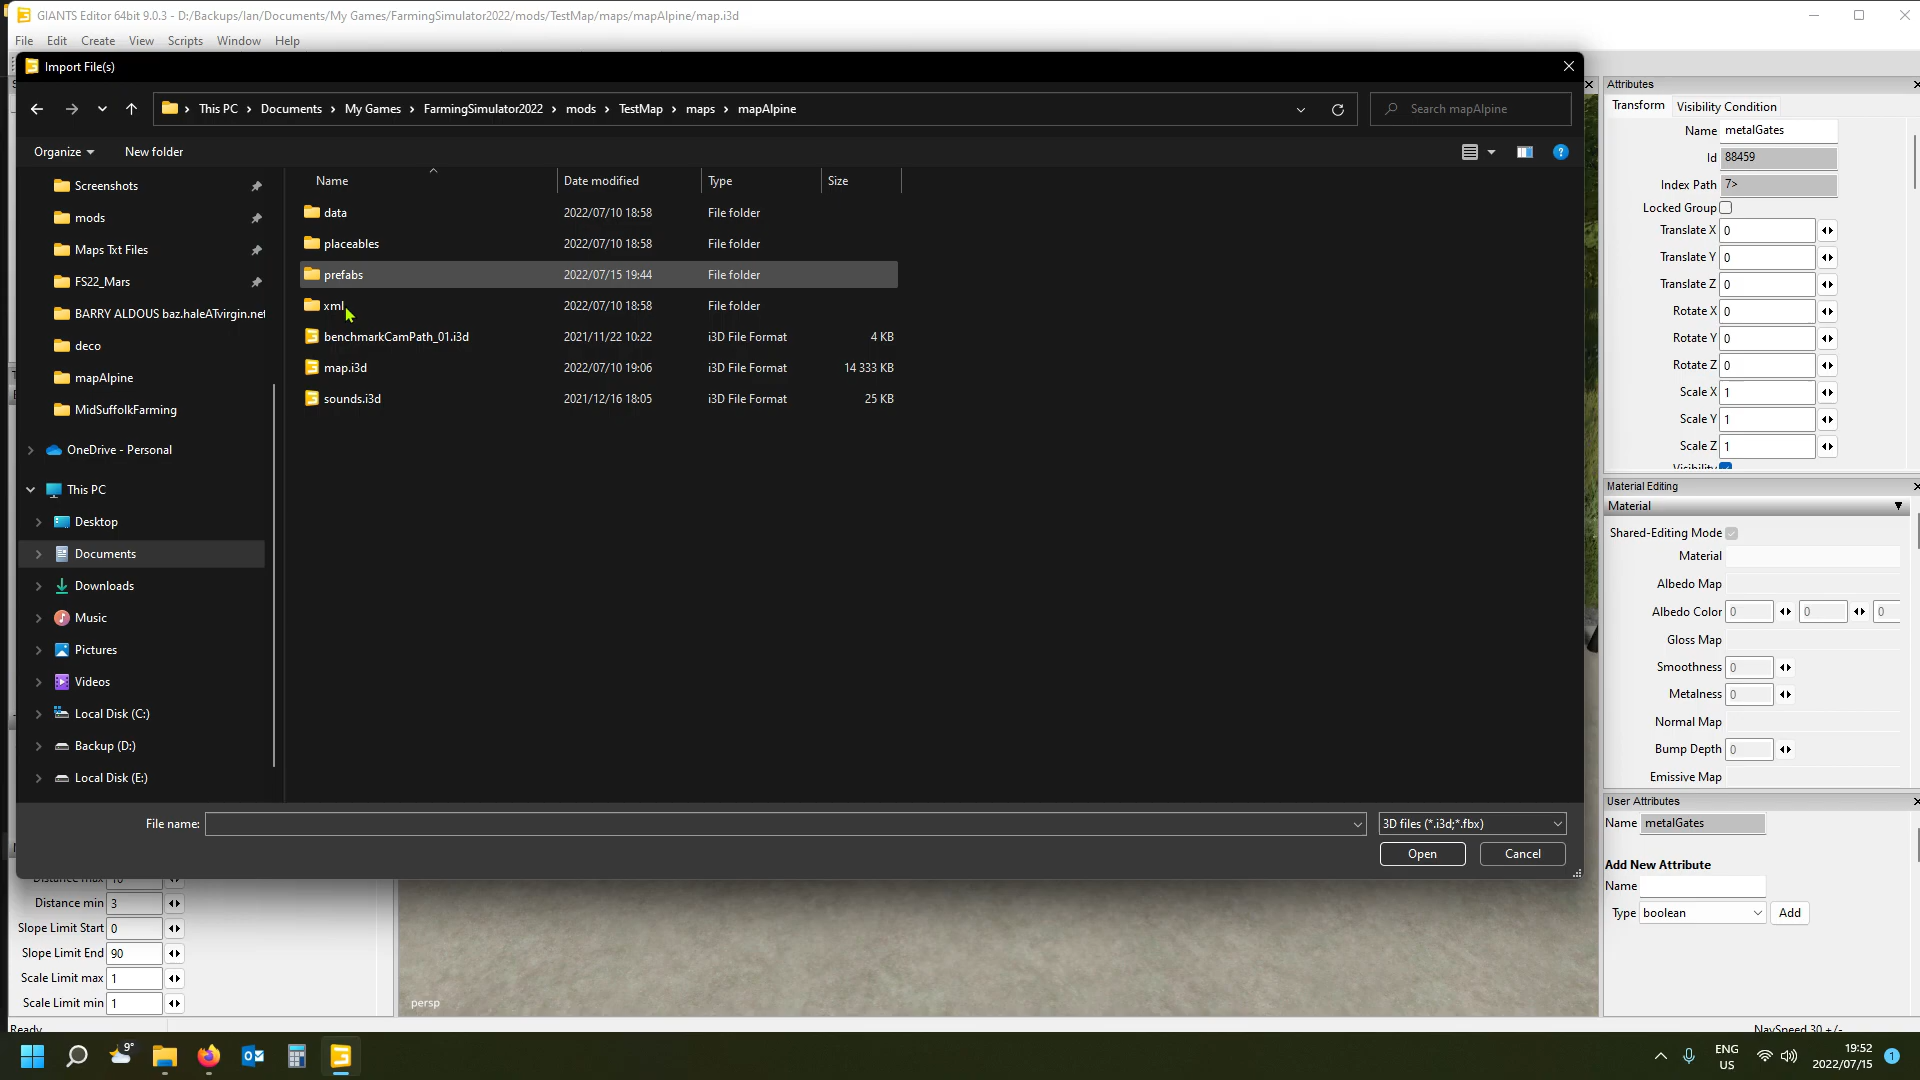 GIANTS Editor 64bit 9.0.3 - D:/Backups/Ian/Documents/My Games/FarmingSimulator2022/mods/TestMap/maps/mapAlpine/map.i3d
File Edit Create View Scripts Window Help
Import File(s)
This PC > Documents > My Games > FarmingSimulator2022 > mods > TestMap > maps > mapAlpine
Search mapAlpine
Organize
New folder
Screenshots
mods
Maps Txt Files
FS22_Mars
BARRY ALDOUS baz.haleATvirgin.net
deco
mapAlpine
MidSuffolkFarming
OneDrive - Personal
This PC
Desktop
Documents
Downloads
Music
Pictures
Videos
Local Disk (C:)
Backup (D:)
Local Disk (E:)
Name Date modified Type Size
data 2022/07/10 18:58 File folder
placeables 2022/07/10 18:58 File folder
prefabs 2022/07/15 19:44 File folder
xml 2022/07/10 18:58 File folder
benchmarkCamPath_01.i3d 2021/11/22 10:22 i3D File Format 4 KB
map.i3d 2022/07/10 19:06 i3D File Format 14 333 KB
sounds.i3d 2021/12/16 18:05 i3D File Format 25 KB
File name:
3D files (*.i3d;*.fbx)
Open
Cancel
Attributes
Transform Visibility Condition
Name metalGates
Id 88459
Index Path 7>
Locked Group
Translate X 0
Translate Y 0
Translate Z 0
Rotate X 0
Rotate Y 0
Rotate Z 0
Scale X 1
Scale Y 1
Scale Z 1
Visibility
Material Editing
Material
Shared-Editing Mode
Material
Albedo Map
Albedo Color 0 0 0
Gloss Map
Smoothness 0
Metalness 0
Normal Map
Bump Depth 0
Emissive Map
User Attributes
Name metalGates
Add New Attribute
Name
Type boolean Add
Distance max 10
Distance min 3
Slope Limit Start 0
Slope Limit End 90
Scale Limit max 1
Scale Limit min 1
persp
Ready
NavSpeed 30 +/-
9°
ENG
US
19:52
2022/07/15
1